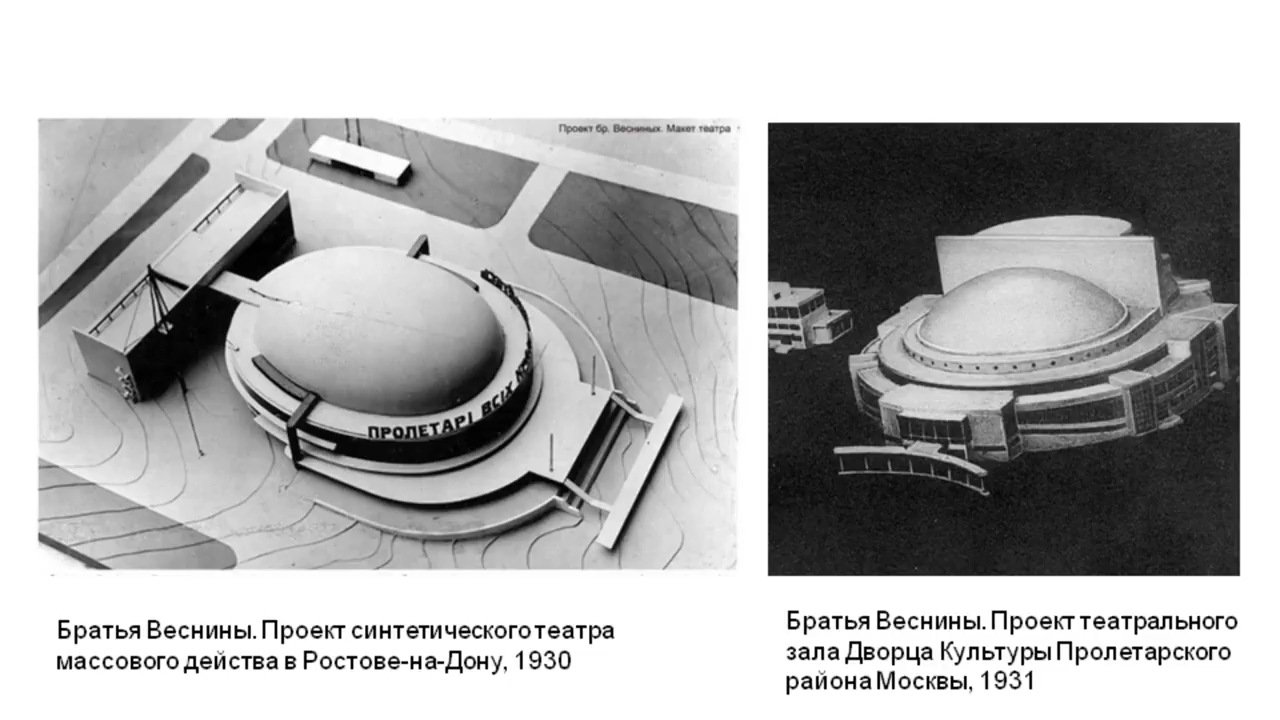 Проект бр. Весниных. Макет театра
ПРОЛЕТАРІ ВСІХ
Братья Веснины. Проект синтетического театра
массового действа в Ростове-на-Дону, 1930
Братья Веснины. Проект театрального
зала Дворца Культуры Пролетарского
района Москвы, 1931